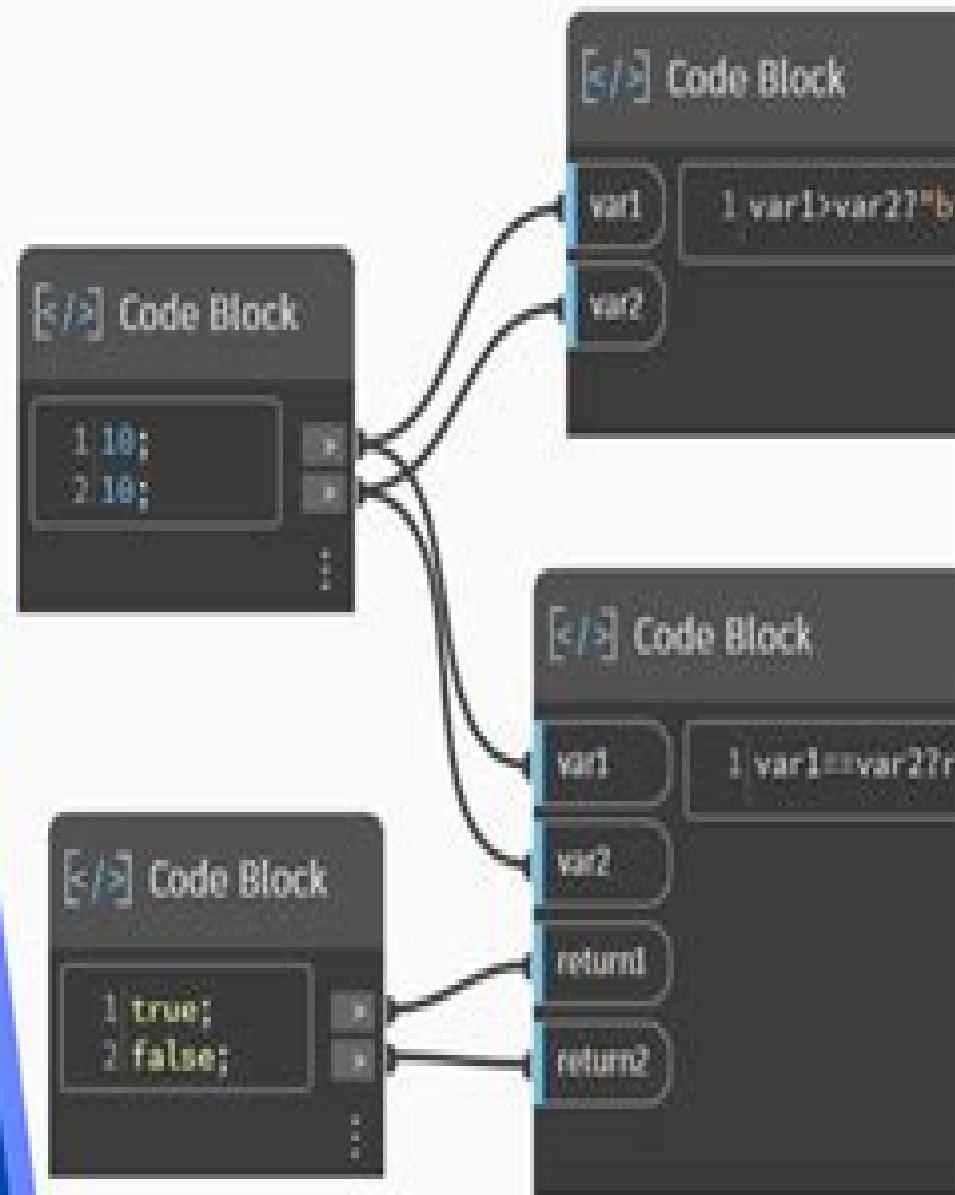 [</>] Code Block
var1
1 var1>var2?"b
var2
[</>] Code Block
1 10;
2 10;
>
>
[</>] Code Block
var1
1 var1==var2?r
var2
return1
return2
[</>] Code Block
1 true;
2 false;
>
>